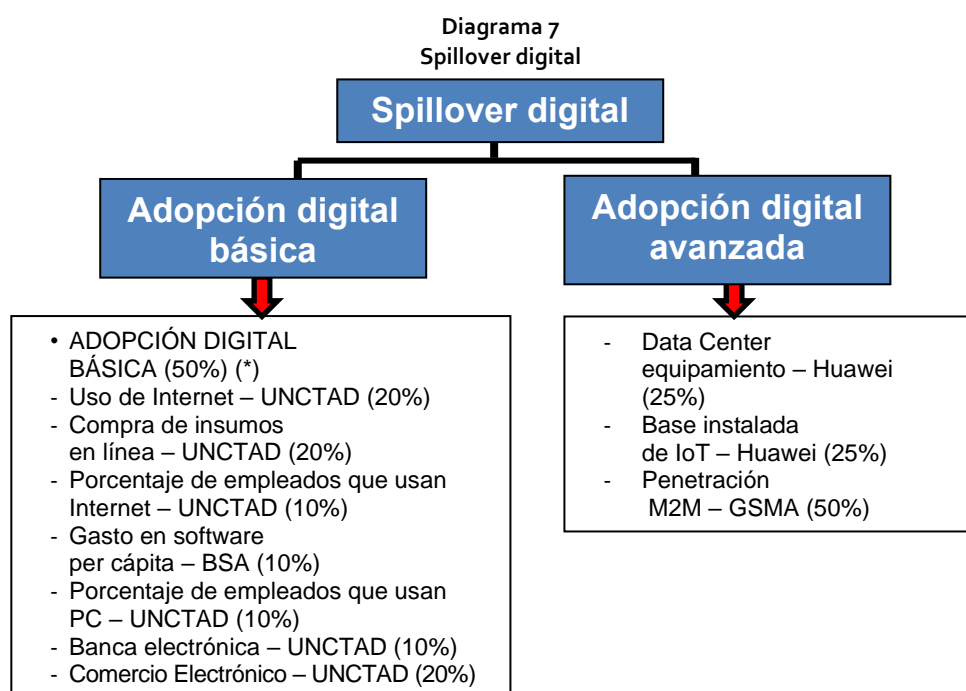 Diagrama 7
Spillover digital
Spillover digital
Adopción digital
básica
Adopción digital
avanzada
• ADOPCIÓN DIGITAL
BÁSICA (50%) (*)
- Uso de Internet – UNCTAD (20%)
- Compra de insumos
en línea – UNCTAD (20%)
- Porcentaje de empleados que usan
Internet – UNCTAD (10%)
- Gasto en software
per cápita – BSA (10%)
- Porcentaje de empleados que usan
PC – UNCTAD (10%)
- Banca electrónica – UNCTAD (10%)
- Comercio Electrónico – UNCTAD (20%)
- Data Center
equipamiento – Huawei
(25%)
- Base instalada
de IoT – Huawei (25%)
- Penetración
M2M – GSMA (50%)